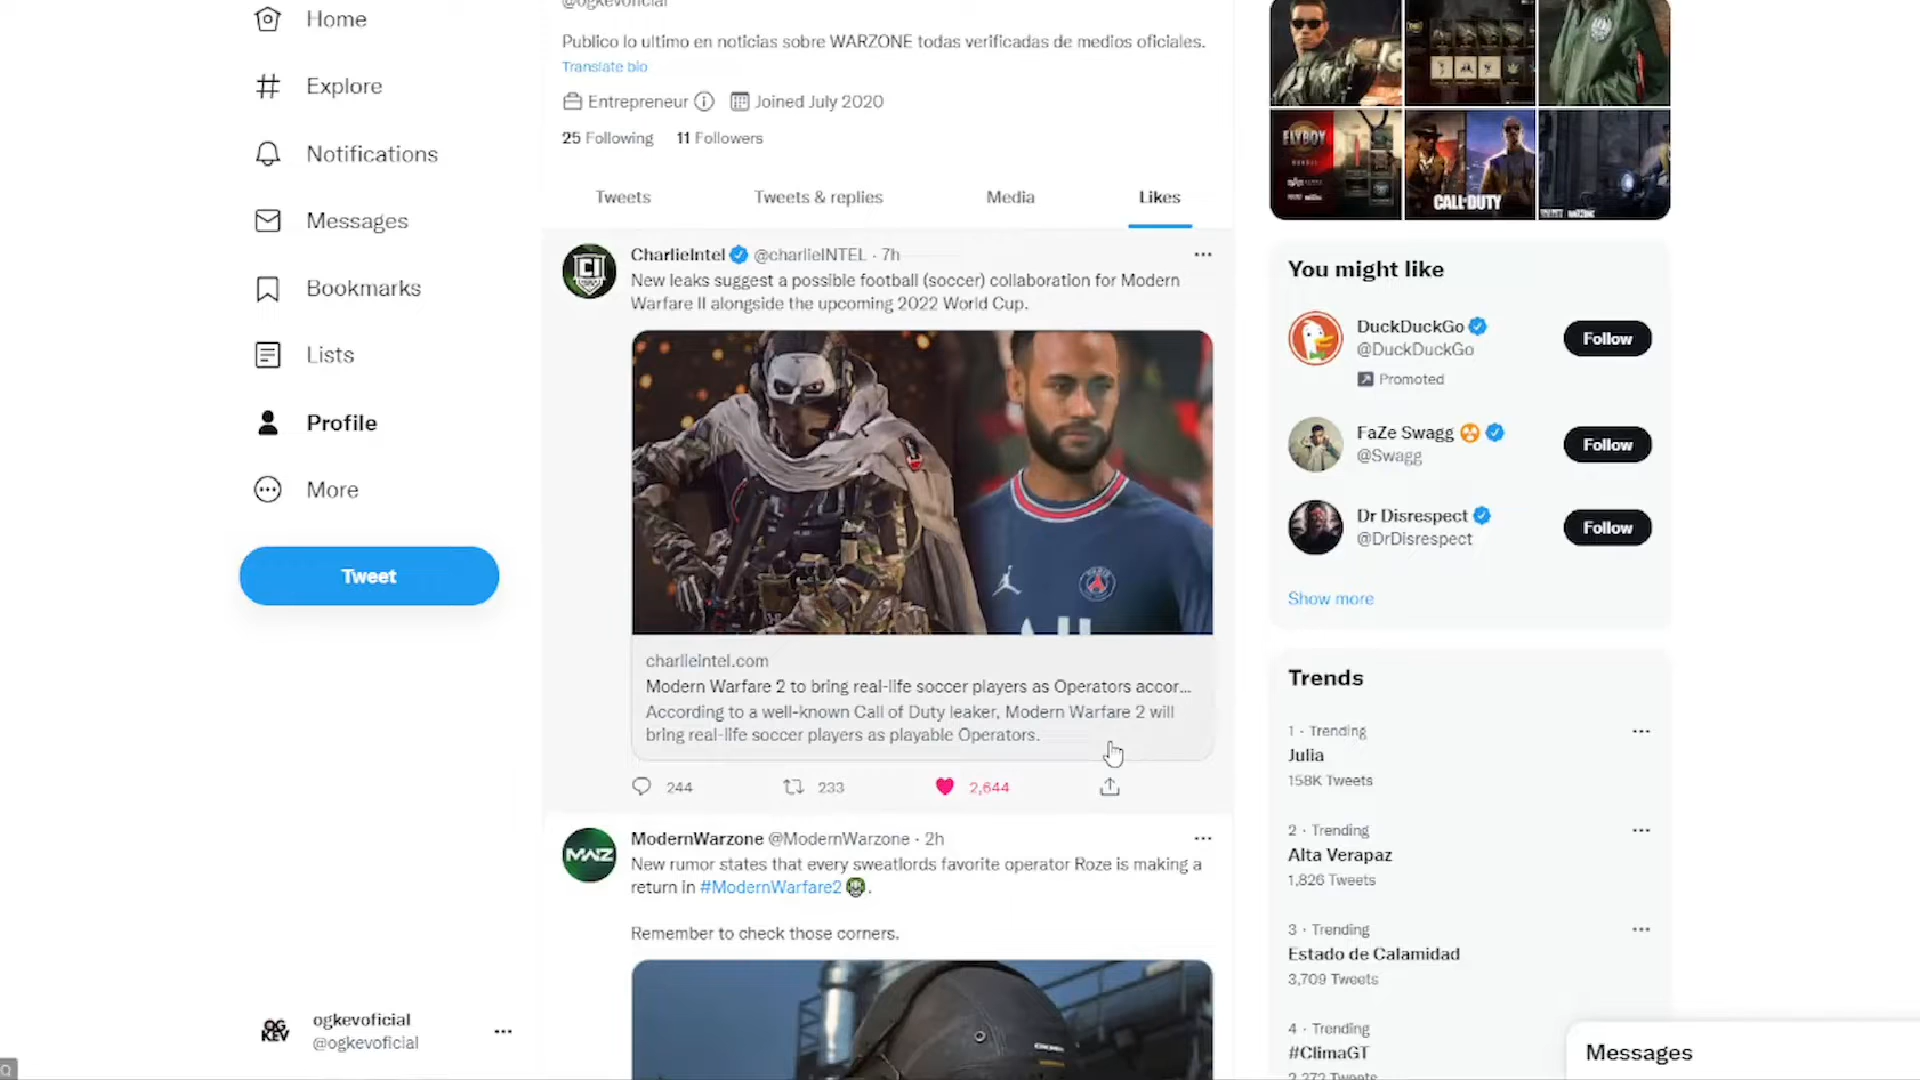 Home
Explore
Notifications
Messages
Bookmarks
Lists
Profile
More
Tweet
ogkevoficial
@ogkevoficial
@ogkevoficial
Publico lo ultimo en noticias sobre WARZONE todas verificadas de medios oficiales.
Translate bio
Entrepreneur Joined July 2020
25 Following 11 Followers
Tweets Tweets & replies Media Likes
CharlieIntel @charlieINTEL · 7h
New leaks suggest a possible football (soccer) collaboration for Modern
Warfare II alongside the upcoming 2022 World Cup.
charlieintel.com
Modern Warfare 2 to bring real-life soccer players as Operators accor...
According to a well-known Call of Duty leaker, Modern Warfare 2 will
bring real-life soccer players as playable Operators.
244 233 2,644
ModernWarzone @ModernWarzone · 2h
New rumor states that every sweatlords favorite operator Roze is making a
return in #ModernWarfare2 .
Remember to check those corners.
CALL OF DUTY
You might like
DuckDuckGo
@DuckDuckGo
Promoted
Follow
FaZe Swagg
@Swagg
Follow
Dr Disrespect
@DrDisrespect
Follow
Show more
Trends
1 · Trending
Julia
158K Tweets
2 · Trending
Alta Verapaz
1,826 Tweets
3 · Trending
Estado de Calamidad
3,709 Tweets
4 · Trending
#ClimaGT
2,272 Tweets
Messages